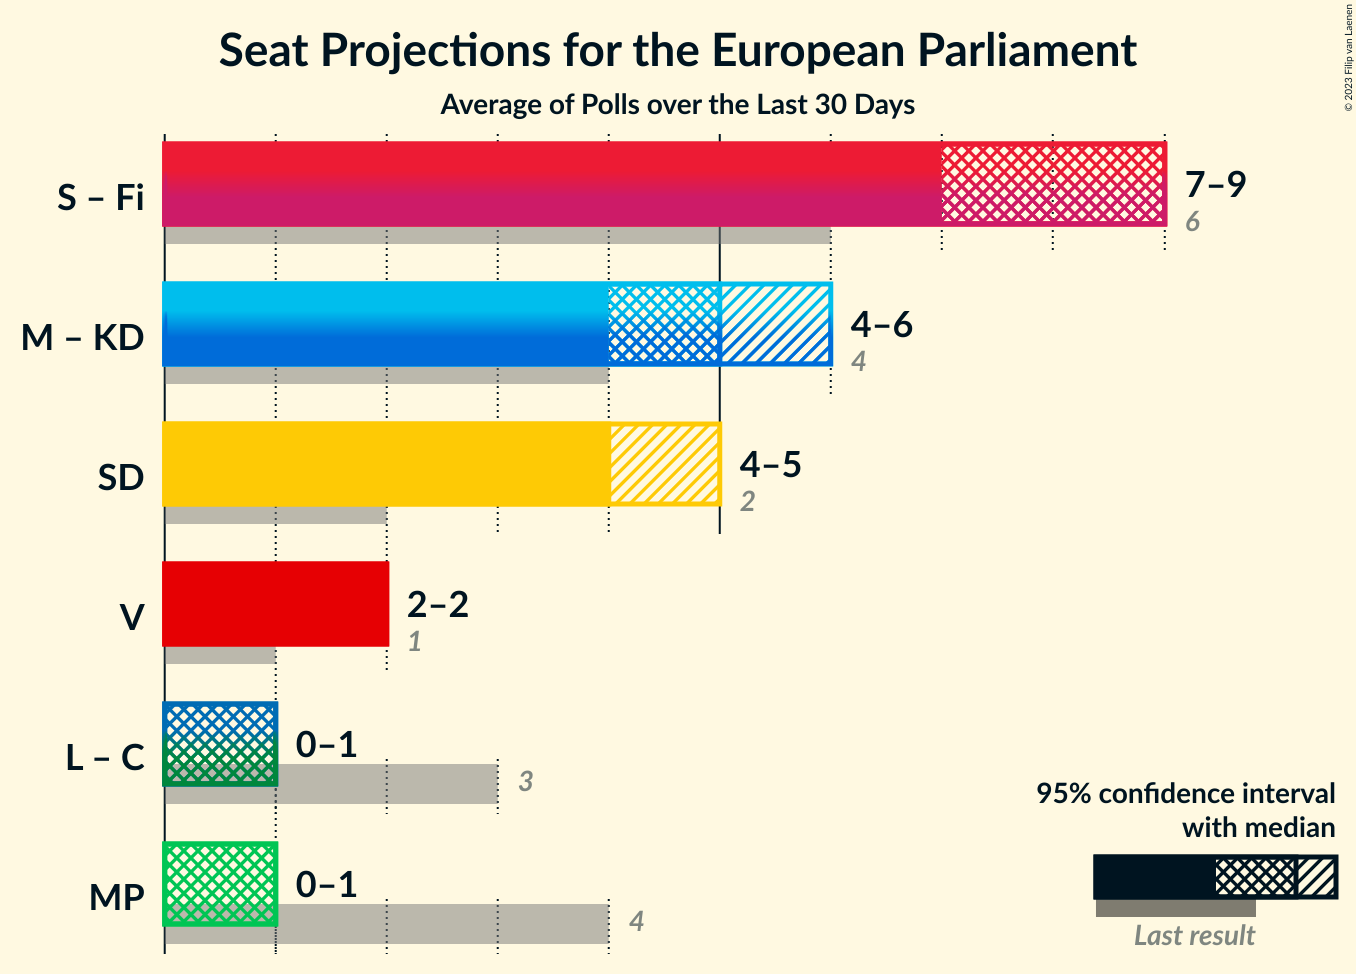 Seat Projections for the European Parliament
Average of Polls over the Last 30 Days
© 2023 Filip van Laenen
S – Fi
7–9
6
M – KD
4–6
4
SD
4–5
2
V
2–2
1
L – C
0–1
3
MP
0–1
4
95% confidence interval
with median
Last result